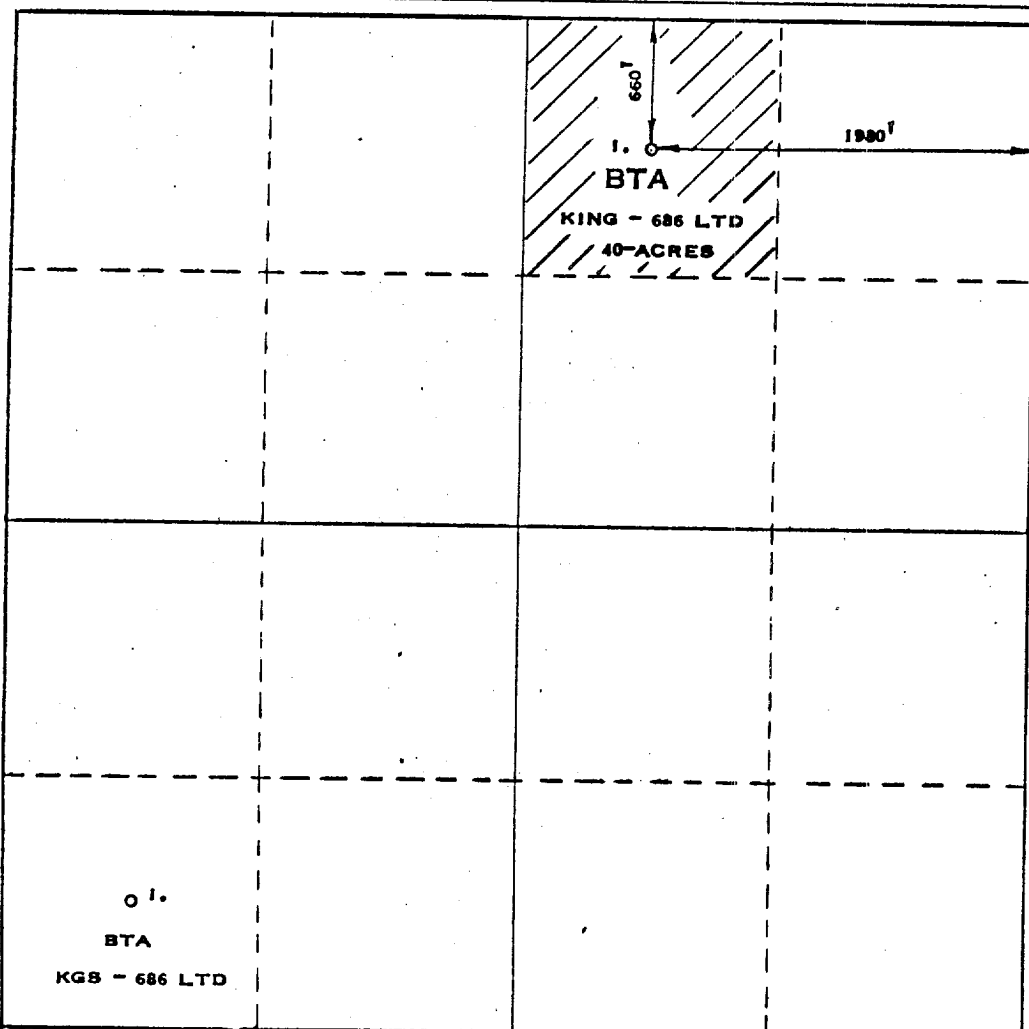 660'
1980'
1.
BTA
KING - 686 LTD
40-ACRES
1.
BTA
KGS - 686 LTD